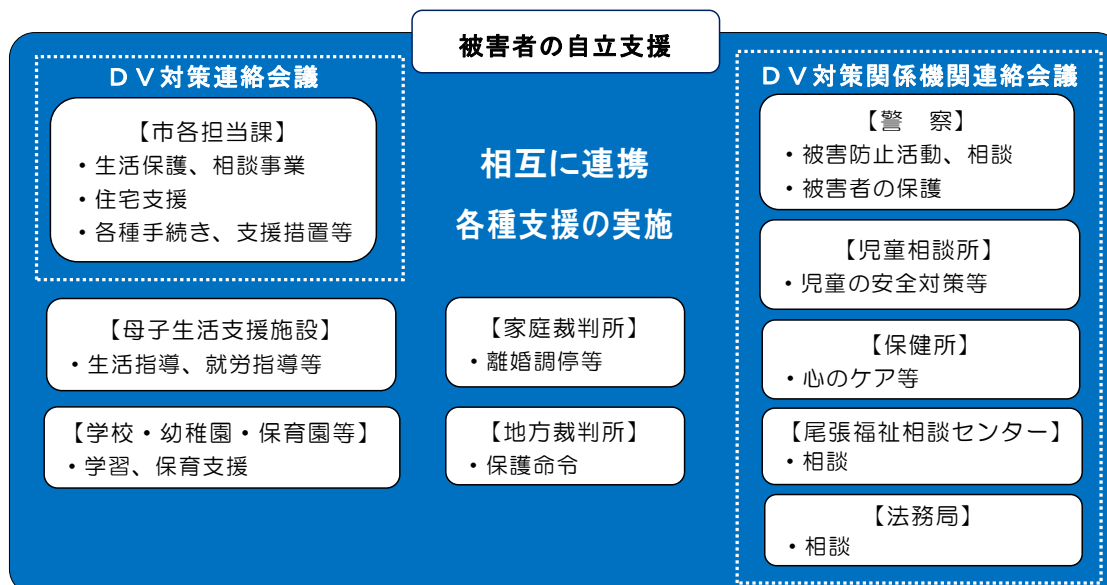 被害者の自立支援
DV対策連絡会議
【市各担当課】
・生活保護、相談事業
・住宅支援
・各種手続き、支援措置等
【母子生活支援施設】
・生活指導、就労指導等
【学校・幼稚園・保育園等】
・学習、保育支援
相互に連携
各種支援の実施
【家庭裁判所】
・離婚調停等
【地方裁判所】
・保護命令
DV対策関係機関連絡会議
【警　察】
・被害防止活動、相談
・被害者の保護
【児童相談所】
・児童の安全対策等
【保健所】
・心のケア等
【尾張福祉相談センター】
・相談
【法務局】
・相談